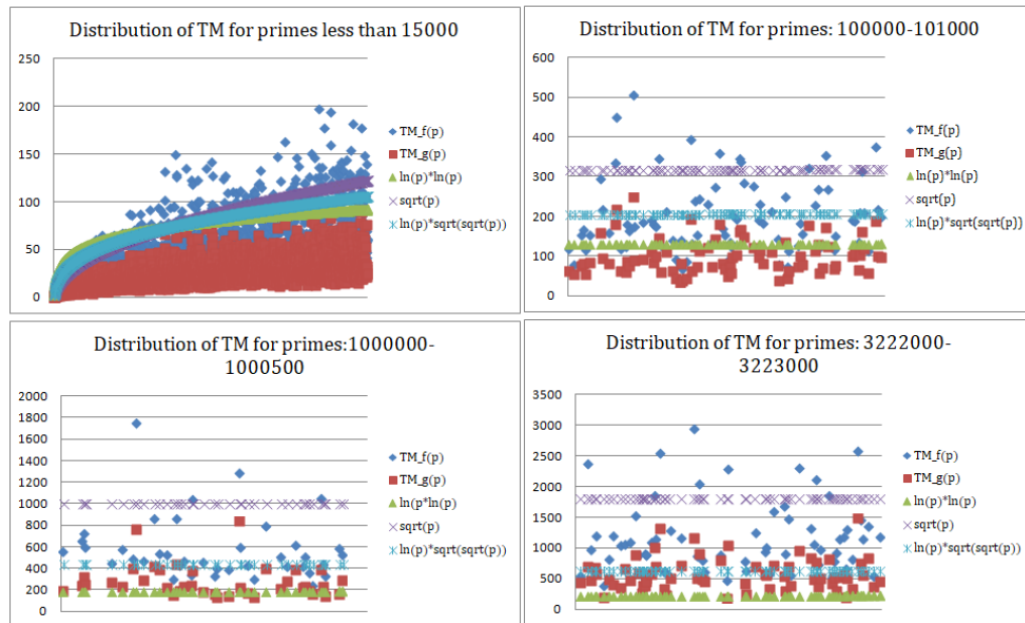 Distribution of TM for primes less than 15000
250
200
150
100
50
0
TM_f(p)
TM_g(p)
ln(p)*ln(p)
sqrt(p)
ln(p)*sqrt(sqrt(p))
Distribution of TM for primes: 100000-101000
600
500
400
300
200
100
0
TM_f{p}
TM_g{p}
ln{p}*ln{p}
sqrt{p}
ln{p}*sqrt{sqrt{p}}
Distribution of TM for primes:1000000-
1000500
2000
1800
1600
1400
1200
1000
800
600
400
200
0
TM_f(p)
TM_g(p)
ln(p*ln(p)
sqrt(p)
ln(p)*sqrt(sqrt(p))
Distribution of TM for primes: 3222000-
3223000
3500
3000
2500
2000
1500
1000
500
0
TM_f(p)
TM_g(p)
ln(p)*ln(p)
sqrt(p)
ln(p)*sqrt(sqrt(p))